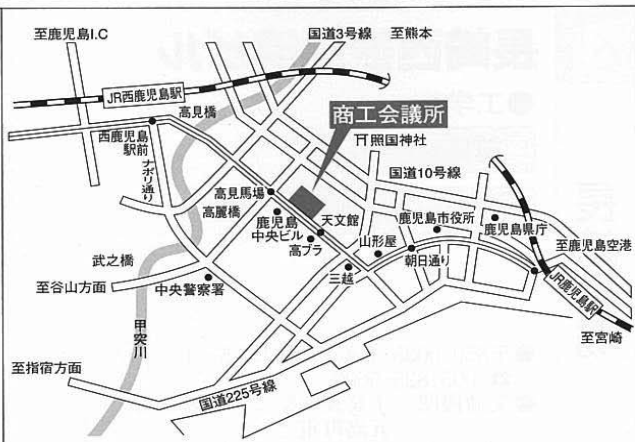 至鹿児島I.C
国道3号線
至熊本
JR西鹿児島駅
高見橋
商工会議所
西鹿児島
駅前
ナポリ通り
照国神社
国道10号線
高見馬場
高麗橋
鹿児島
中央ビル
天文館
高プラ
山形屋
鹿児島市役所
鹿児島県庁
至鹿児島空港
武之橋
三越
朝日通り
JR鹿児島駅
至谷山方面
中央警察署
至宮崎
甲突川
至指宿方面
国道225号線